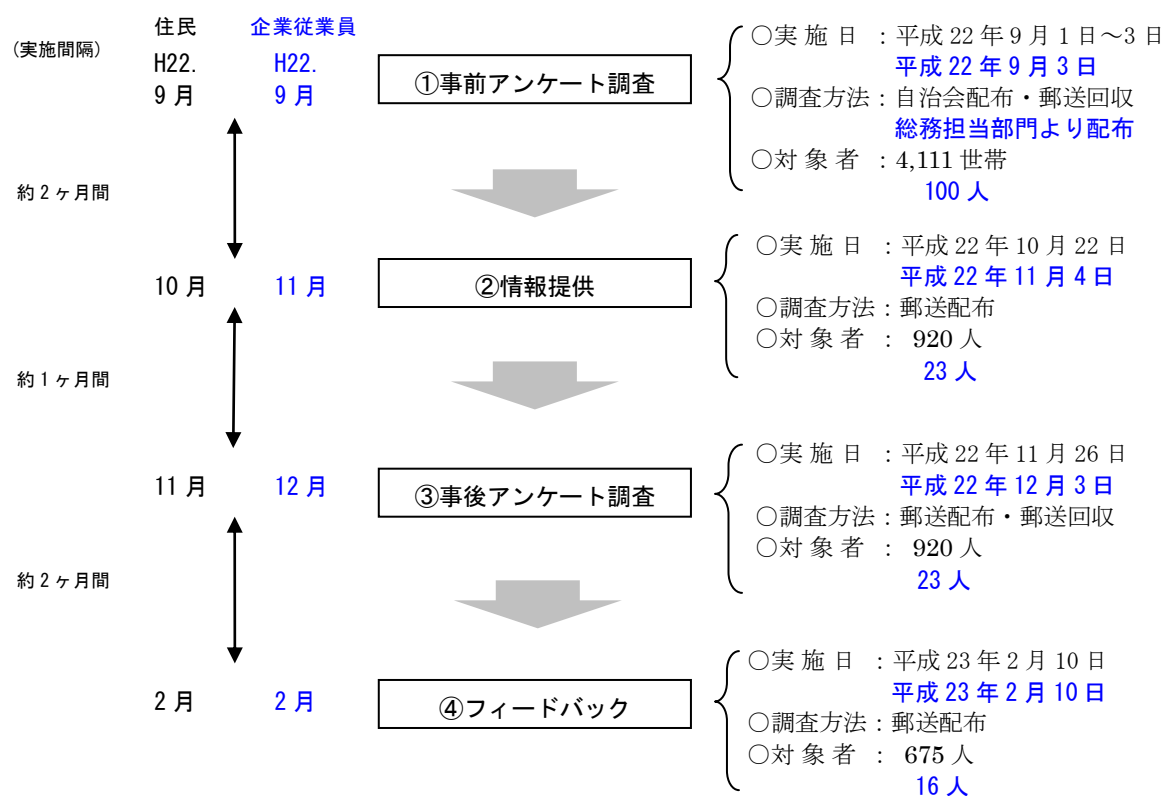 住民 企業従業員
(実施間隔)
H22. H22.
9月 9月
①事前アンケート調査
○実 施 日 ：平成 22 年 9 月 1 日～3 日
平成 22 年 9 月 3 日
○調査方法：自治会配布・郵送回収
総務担当部門より配布
○対 象 者 ：4,111 世帯
100 人
約 2 ヶ月間
10 月 11 月
②情報提供
○実 施 日 ：平成 22 年 10 月 22 日
平成 22 年 11 月 4 日
○調査方法：郵送配布
○対 象 者 ： 920 人
23 人
約 1 ヶ月間
11 月 12 月
③事後アンケート調査
○実 施 日 ：平成 22 年 11 月 26 日
平成 22 年 12 月 3 日
○調査方法：郵送配布・郵送回収
○対 象 者 ： 920 人
23 人
約 2 ヶ月間
2 月 2 月
④フィードバック
○実 施 日 ：平成 23 年 2 月 10 日
平成 23 年 2 月 10 日
○調査方法：郵送配布
○対 象 者 ： 675 人
16 人